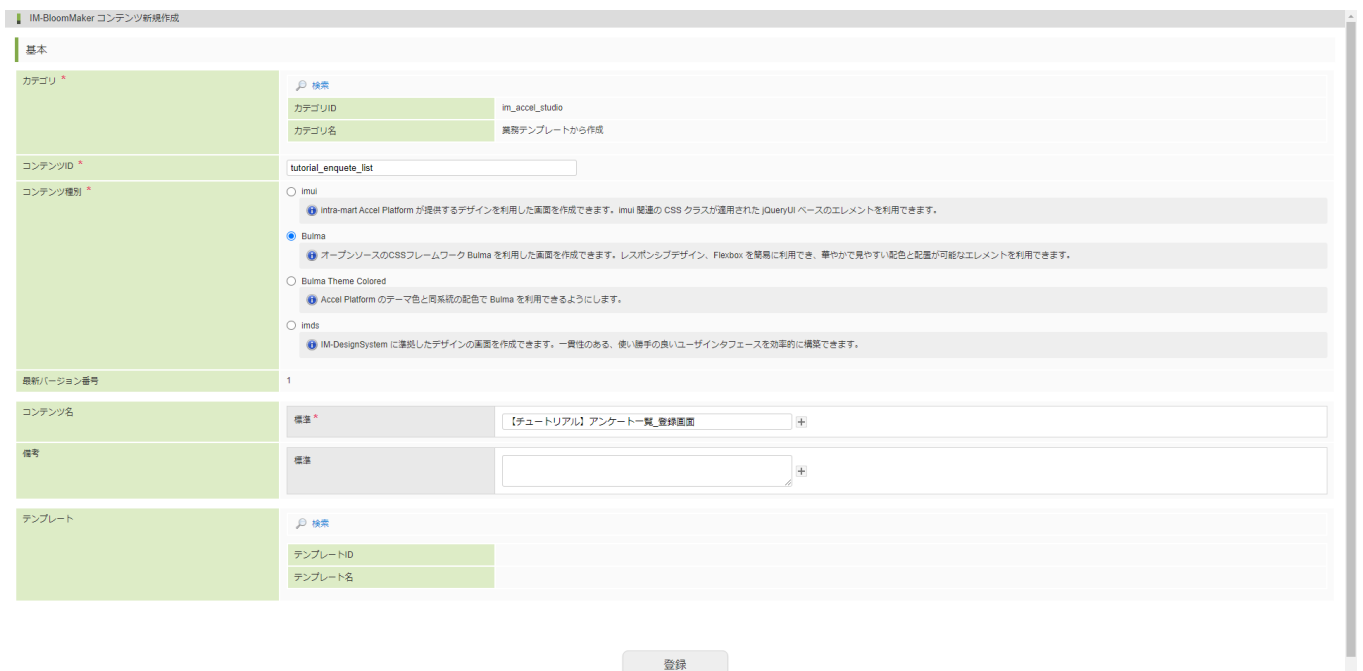 IM-BloomMaker コンテンツ新規作成
基本
カテゴリ *
検索
カテゴリID im_accel_studio
カテゴリ名 業務テンプレートから作成
コンテンツID *
tutorial_enquete_list
コンテンツ種別 *
imui
intra-mart Accel Platform が提供するデザインを利用した画面を作成できます。imui 関連の CSS クラスが適用された jQueryUI ベースのエレメントを利用できます。
Bulma
オープンソースのCSSフレームワーク Bulma を利用した画面を作成できます。レスポンシブデザイン、Flexbox を簡易に利用でき、華やかで見やすい配色と配置が可能なエレメントを利用できます。
Bulma Theme Colored
Accel Platform のテーマ色と同系統の配色で Bulma を利用できるようにします。
imds
IM-DesignSystem に準拠したデザインの画面を作成できます。一貫性のある、使い勝手の良いユーザインタフェースを効率的に構築できます。
最新バージョン番号 1
コンテンツ名
標準 *
【チュートリアル】アンケート一覧_登録画面
備考
標準
テンプレート
検索
テンプレートID
テンプレート名
登録